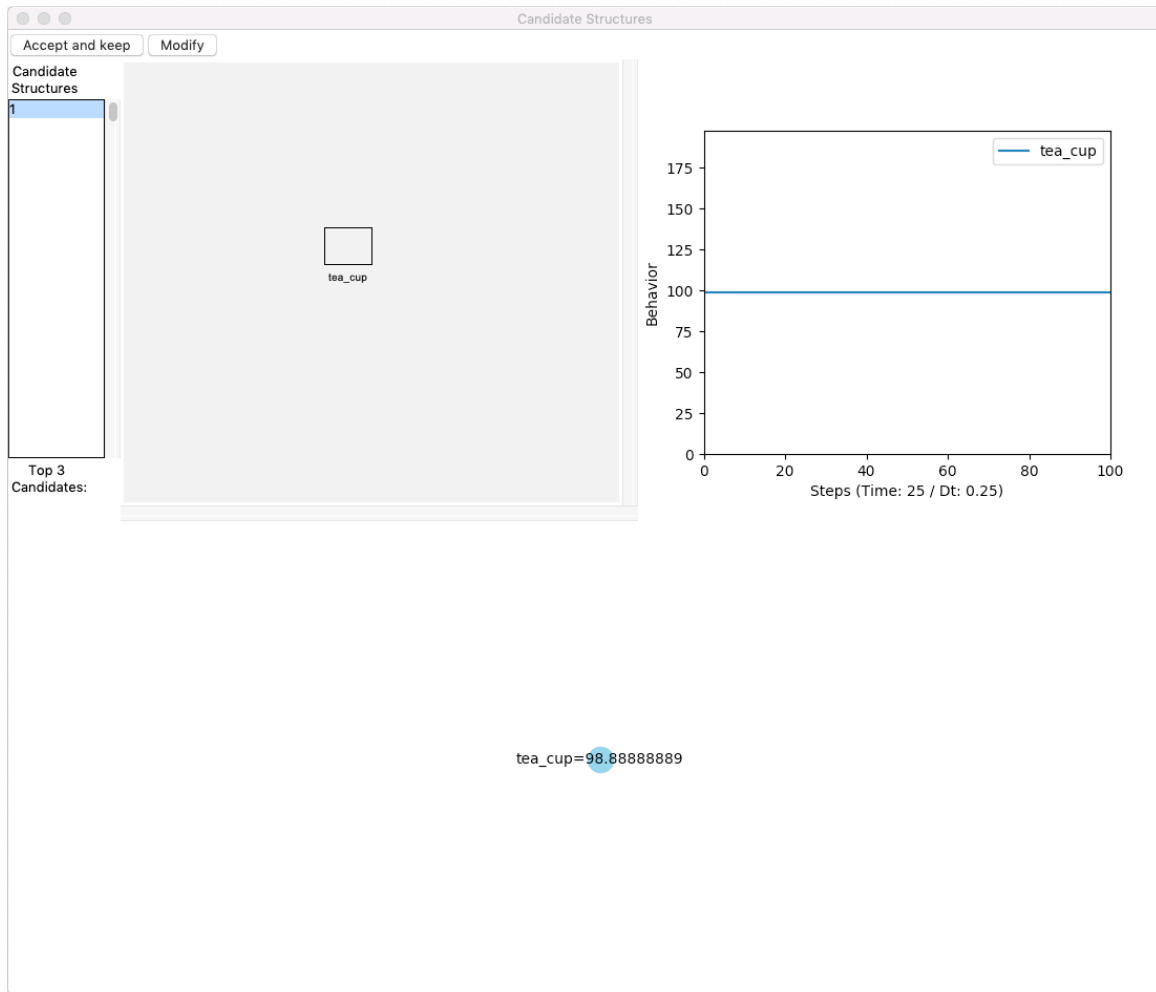 Candidate Structures
Accept and keep
Modify
Candidate
Structures
1
Top 3
Candidates:
tea_cup
tea_cup
175
150
125
100
75
50
25
0
Behavior
0
20
40
60
80
100
Steps (Time: 25 / Dt: 0.25)
tea_cup=98.88888889